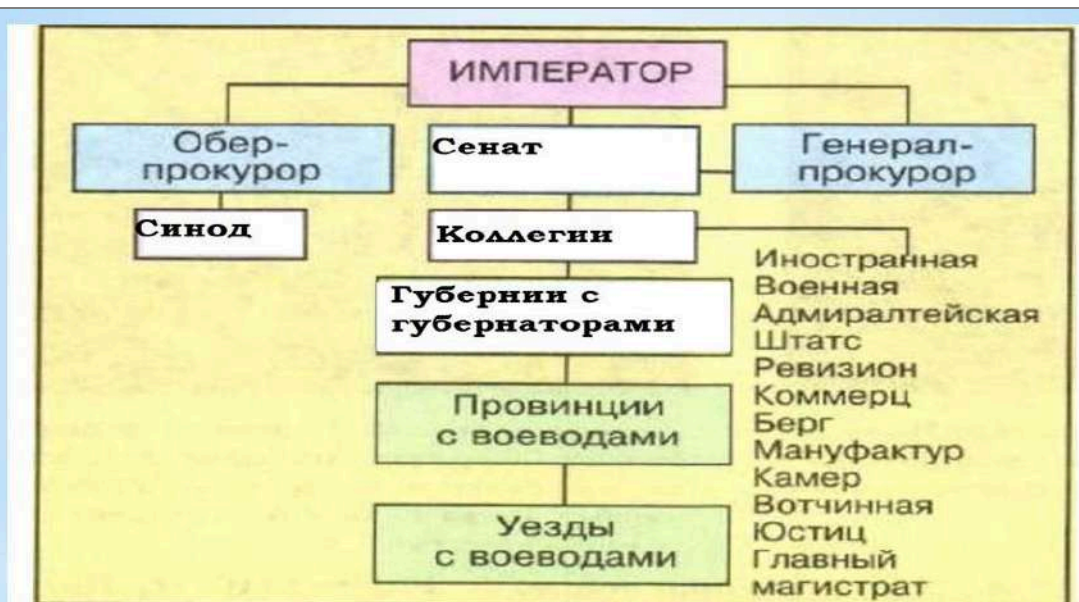 ИМПЕРАТОР
Обер-
прокурор
Сенат
Генерал-
прокурор
Синод
Коллегии
Губернии с
губернаторами
Провинции
с воеводами
Уезды
с воеводами
Иностранная
Военная
Адмиралтейская
Штатс
Ревизион
Коммерц
Берг
Мануфактур
Камер
Вотчинная
Юстиц
Главный
магистрат